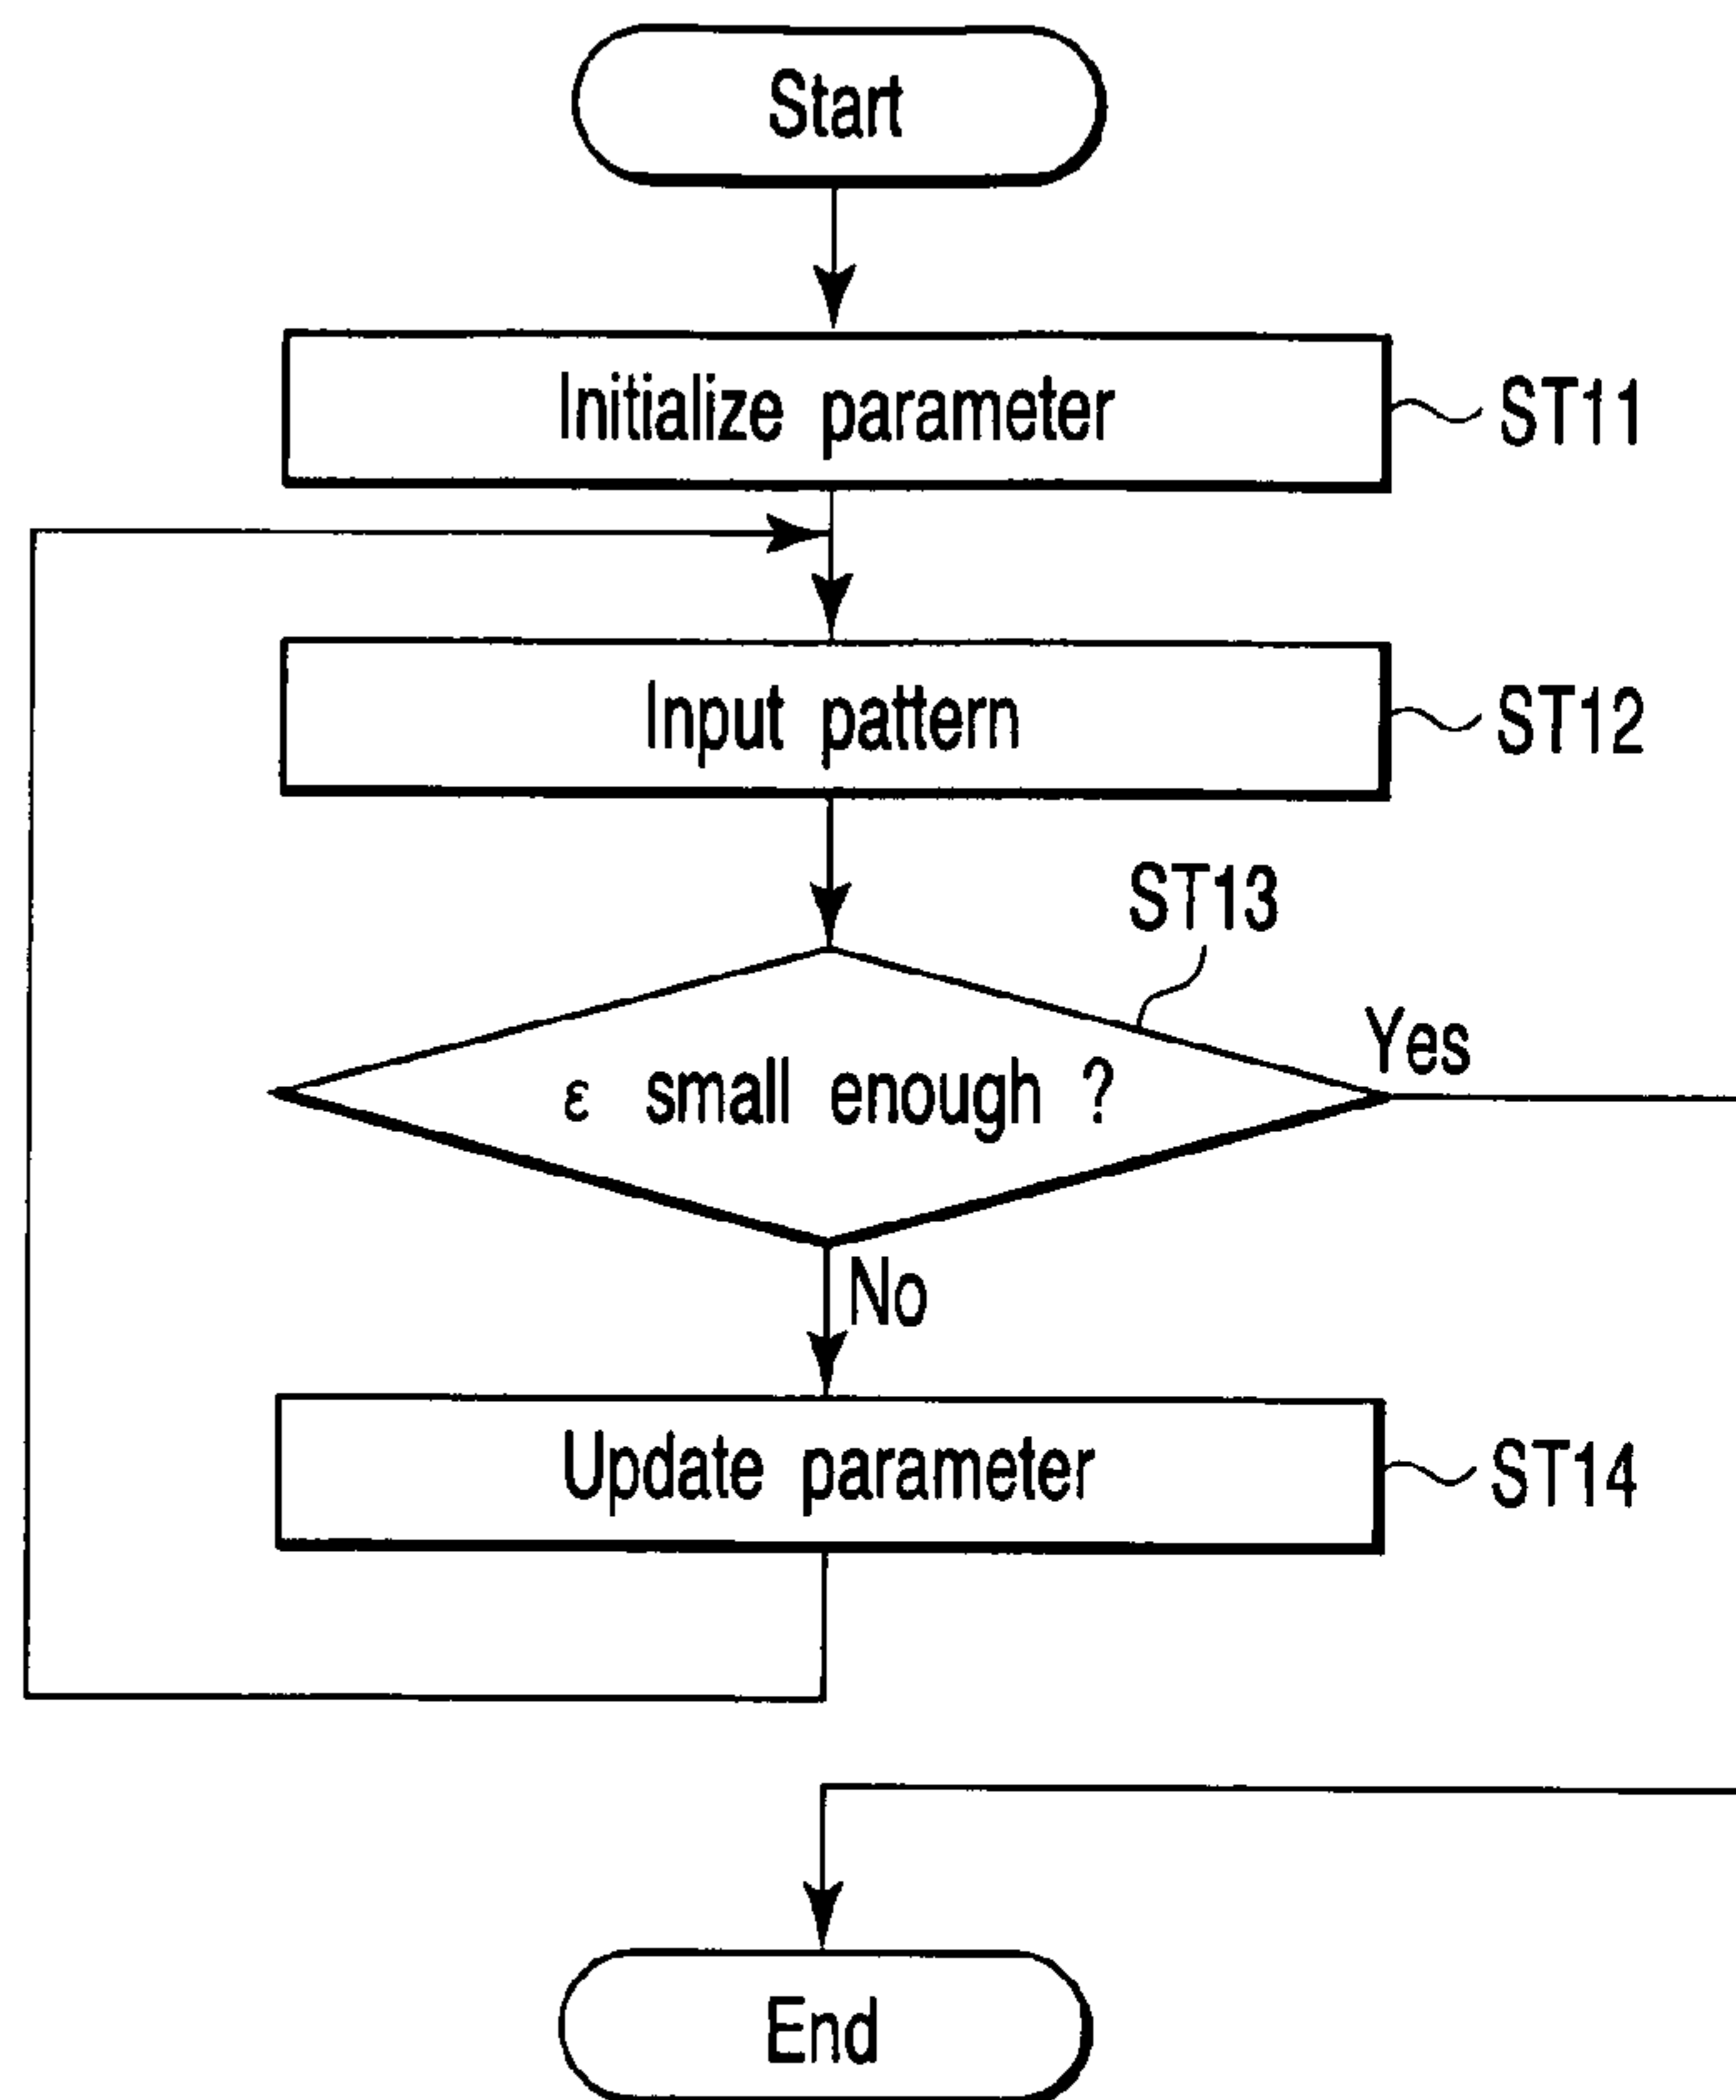 Start
Initialize parameter
ST11
Input pattern
ST12
ST13
ε small enough ?
Yes
No
Update parameter
ST14
End